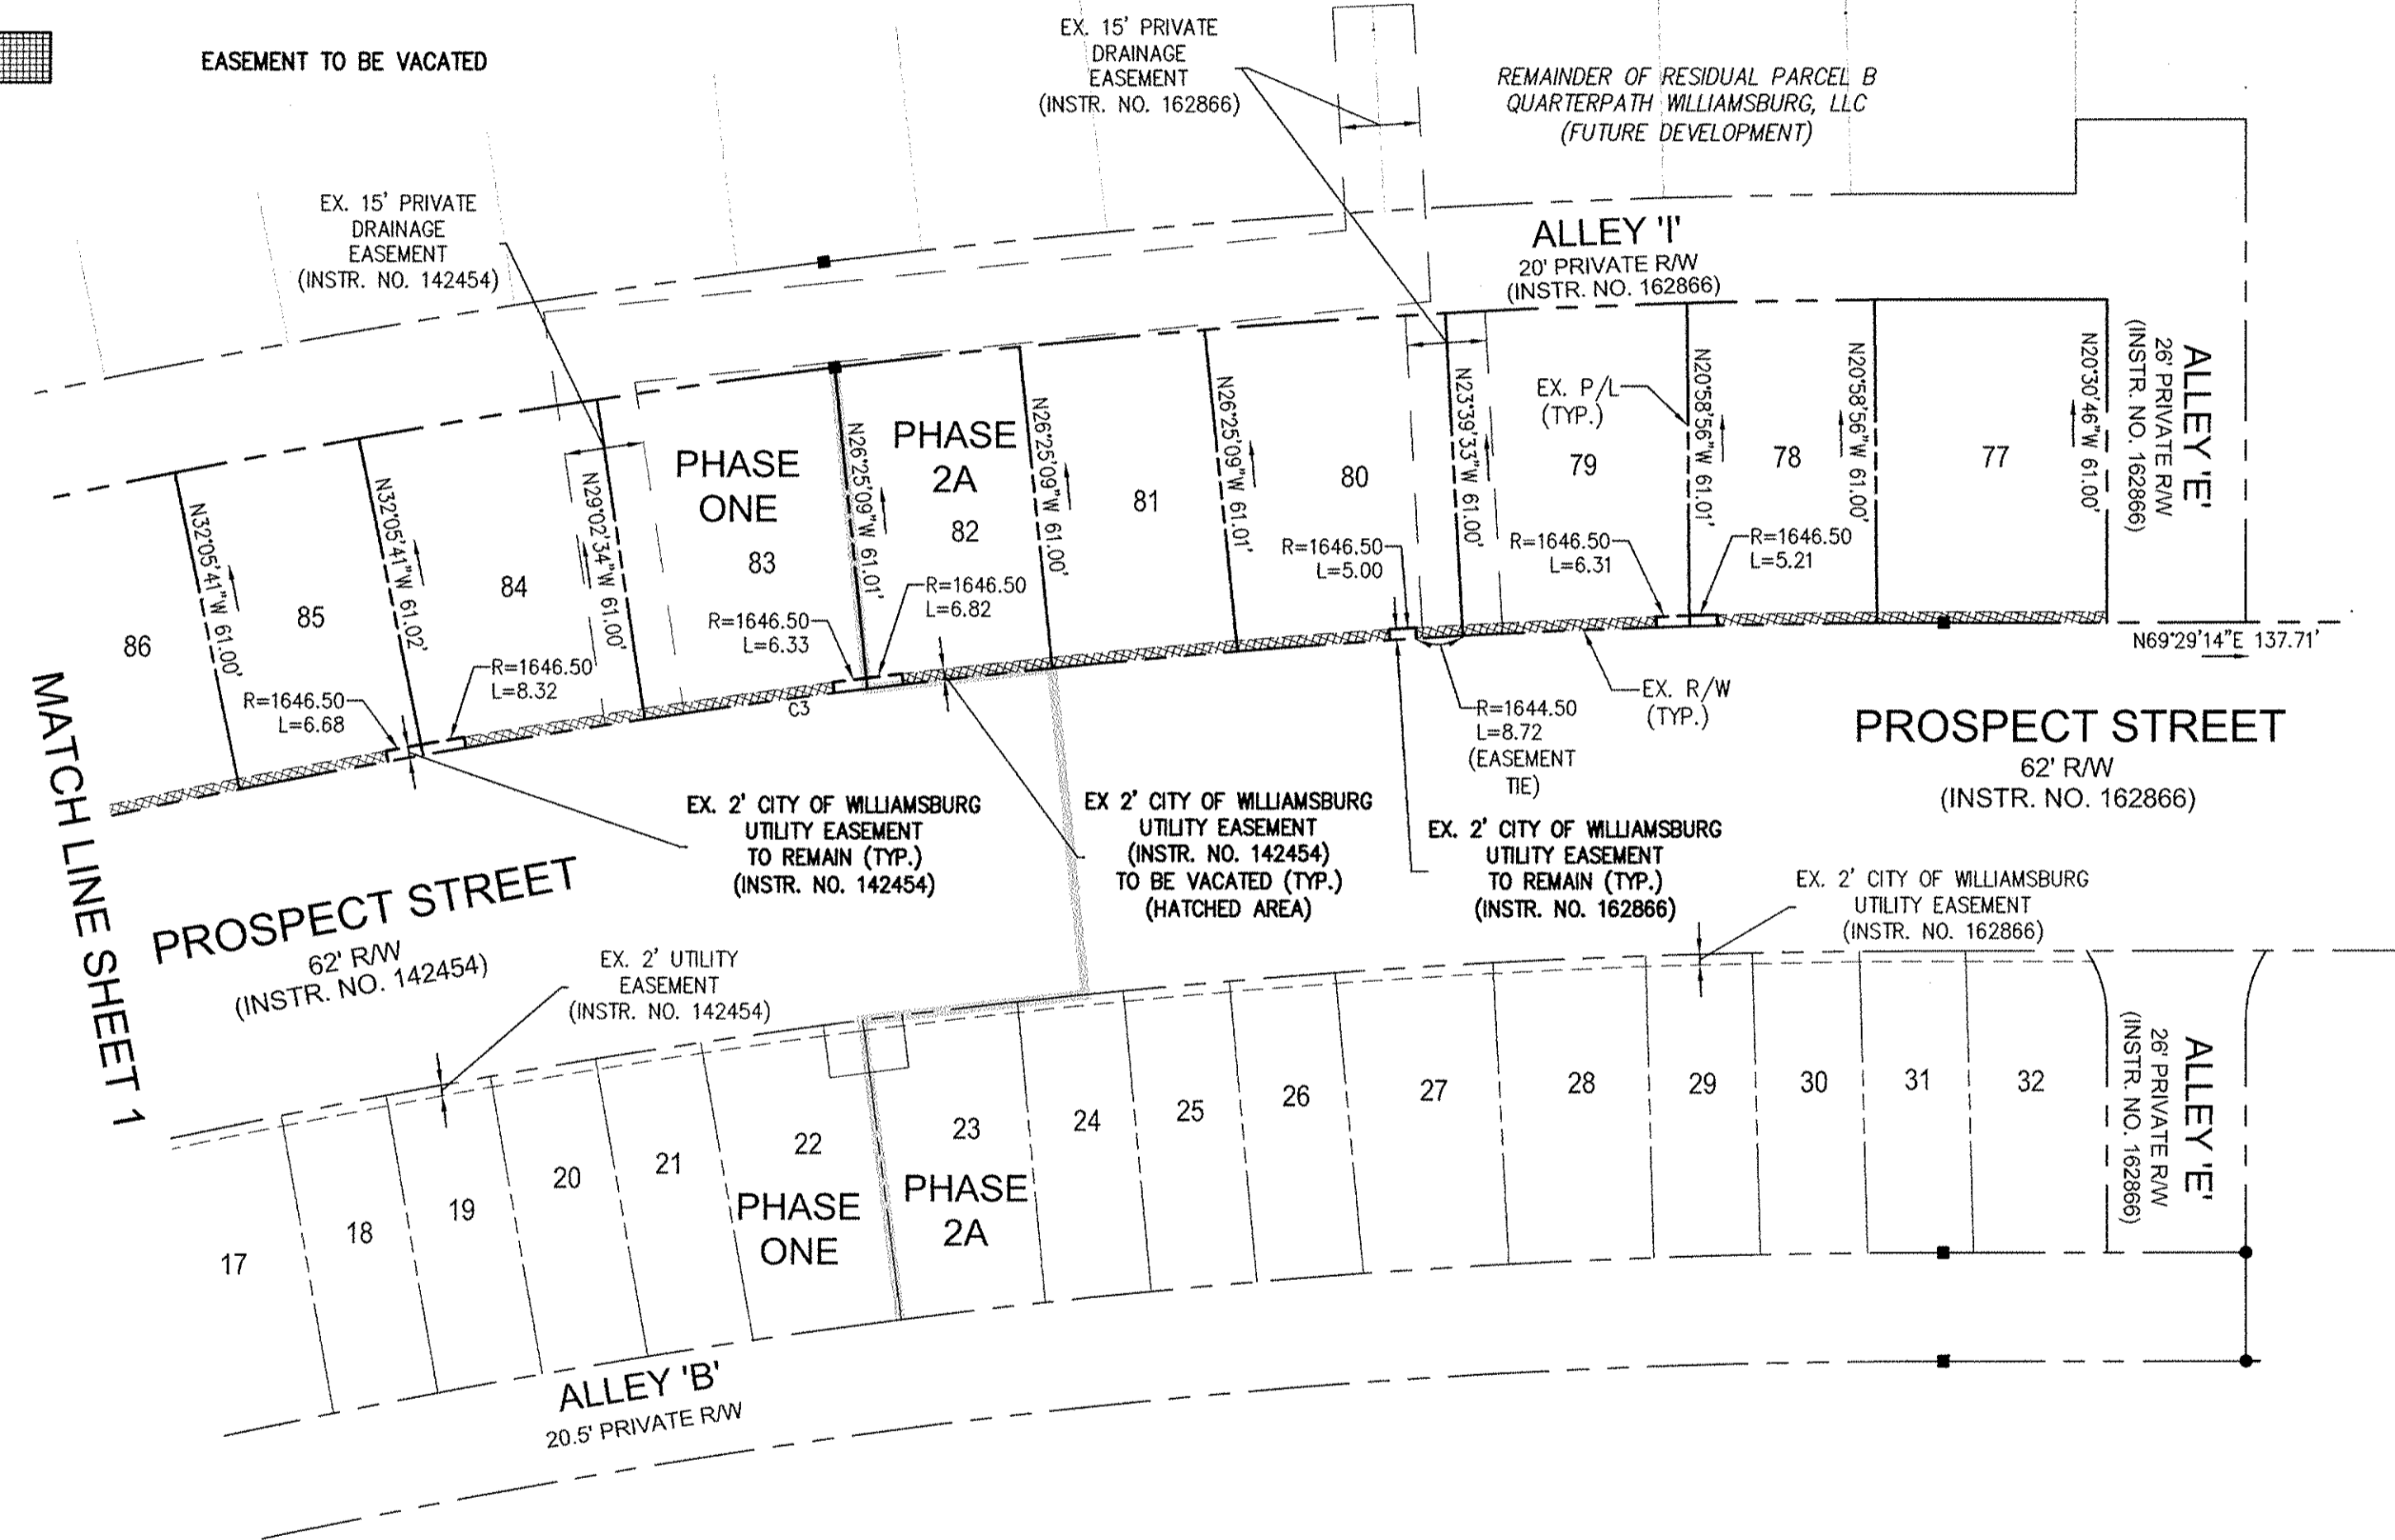 EASEMENT TO BE VACATED
EX. 15' PRIVATE
DRAINAGE
EASEMENT
(INSTR. NO. 162866)
REMAINDER OF RESIDUAL PARCEL B
QUARTERPATH WILLIAMSBURG, LLC
(FUTURE DEVELOPMENT)
EX. 15' PRIVATE
DRAINAGE
EASEMENT
(INSTR. NO. 142454)
ALLEY 'I'
20' PRIVATE R/W
(INSTR. NO. 162866)
ALLEY 'E'
26' PRIVATE R/W
(INSTR. NO. 162866)
86
N32°05'41"W 61.00'
85
N32°05'41"W 61.02'
84
N29°02'34"W 61.00'
PHASE
ONE
83
N26°25'09"W 61.01'
PHASE
2A
82
N26°25'09"W 61.00'
81
N26°25'09"W 61.01'
80
N23°39'33"W 61.00'
EX. P/L
(TYP.)
79
N20°58'56"W 61.01'
78
N20°58'56"W 61.00'
77
N20°30'46"W 61.00'
R=1646.50
L=6.68
R=1646.50
L=8.32
R=1646.50
L=6.33
R=1646.50
L=6.82
R=1646.50
L=5.00
R=1646.50
L=6.31
R=1646.50
L=5.21
N69°29'14"E 137.71'
C3
R=1644.50
L=8.72
(EASEMENT
TIE)
EX. R/W
(TYP.)
PROSPECT STREET
62' R/W
(INSTR. NO. 162866)
MATCH LINE SHEET 1
EX. 2' CITY OF WILLIAMSBURG
UTILITY EASEMENT
TO REMAIN (TYP.)
(INSTR. NO. 142454)
EX 2' CITY OF WILLIAMSBURG
UTILITY EASEMENT
(INSTR. NO. 142454)
TO BE VACATED (TYP.)
(HATCHED AREA)
EX. 2' CITY OF WILLIAMSBURG
UTILITY EASEMENT
TO REMAIN (TYP.)
(INSTR. NO. 162866)
EX. 2' CITY OF WILLIAMSBURG
UTILITY EASEMENT
(INSTR. NO. 162866)
PROSPECT STREET
62' R/W
(INSTR. NO. 142454)
EX. 2' UTILITY
EASEMENT
(INSTR. NO. 142454)
17
18
19
20
21
22
PHASE
ONE
23
PHASE
2A
24
25
26
27
28
29
30
31
32
ALLEY 'E'
26' PRIVATE R/W
(INSTR. NO. 162866)
ALLEY 'B'
20.5' PRIVATE R/W